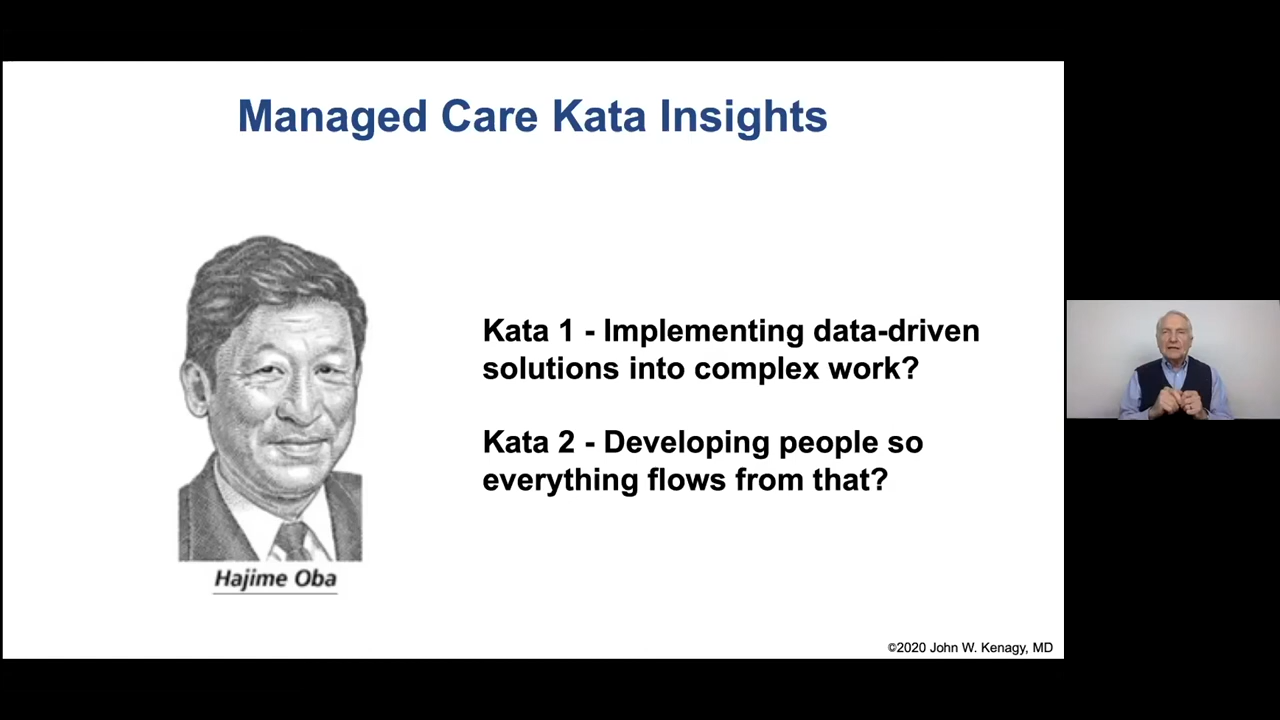 Managed Care Kata Insights
Kata 1 - Implementing data-driven
solutions into complex work?
Kata 2 - Developing people so
everything flows from that?
Hajime Oba
©2020 John W. Kenagy, MD